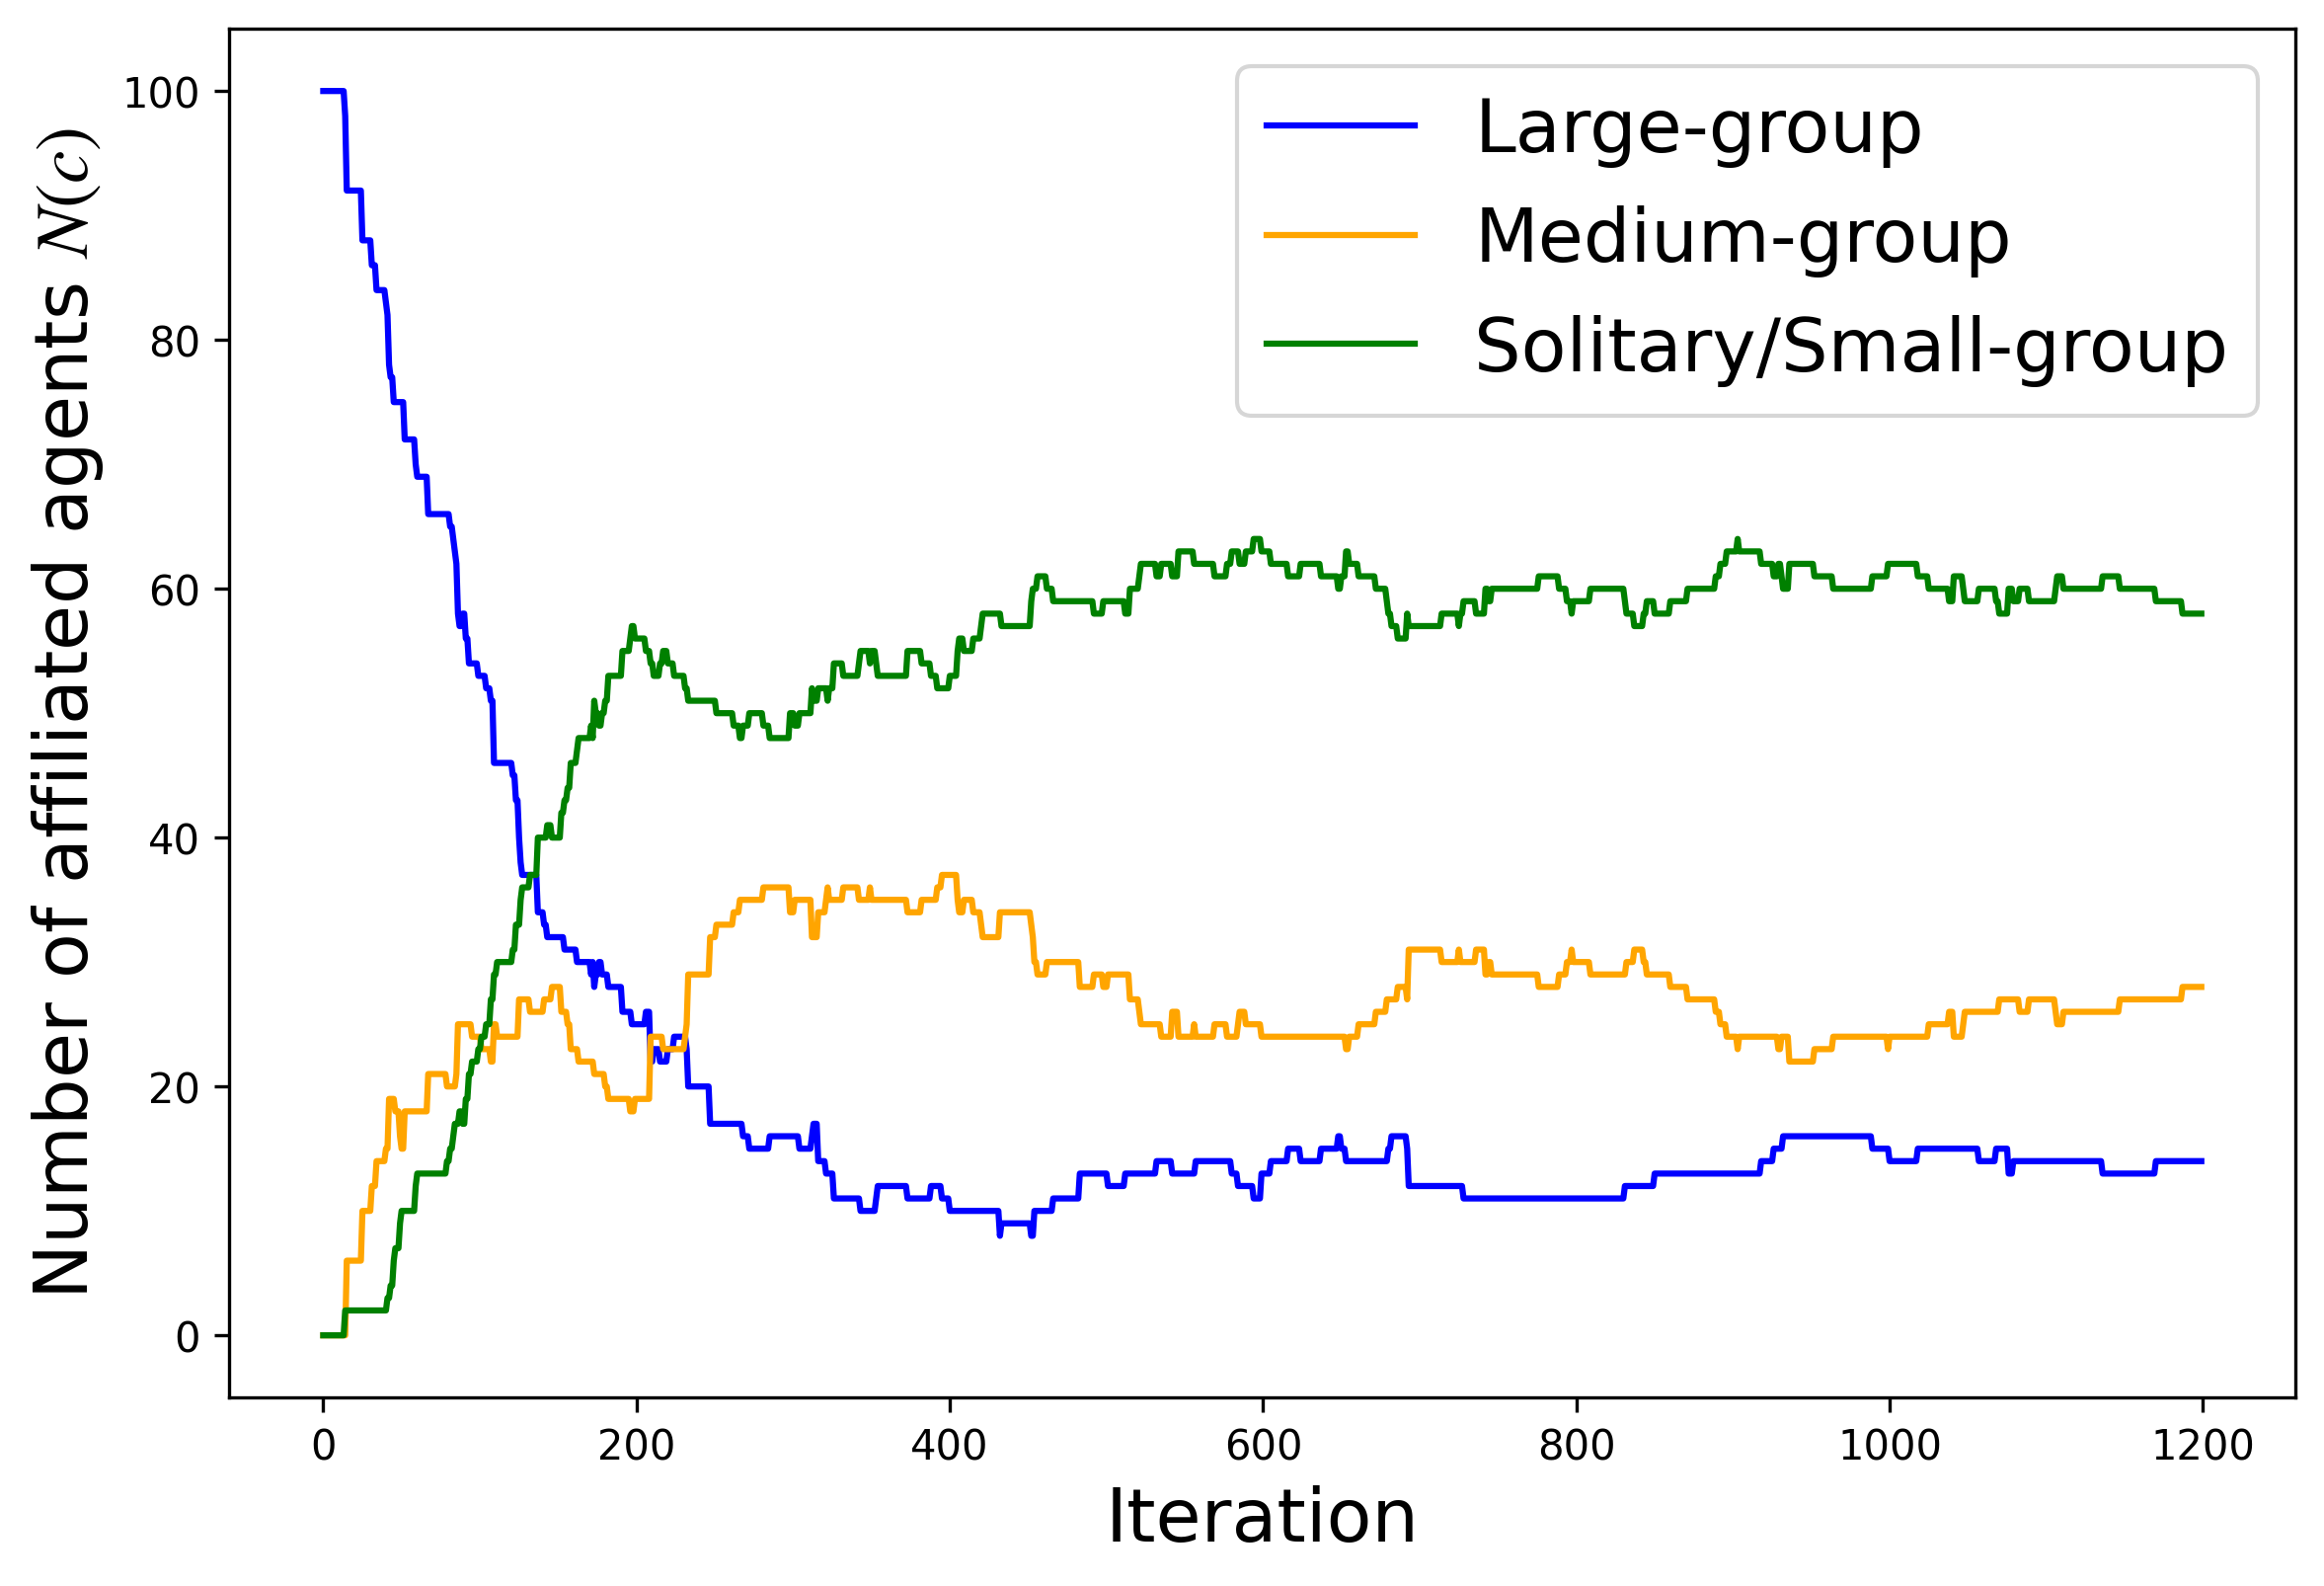 Number of affiliated agents N(c)
100
80
60
40
20
0
Large-group
Medium-group
Solitary/Small-group
0 200 400 600 800 1000 1200
Iteration